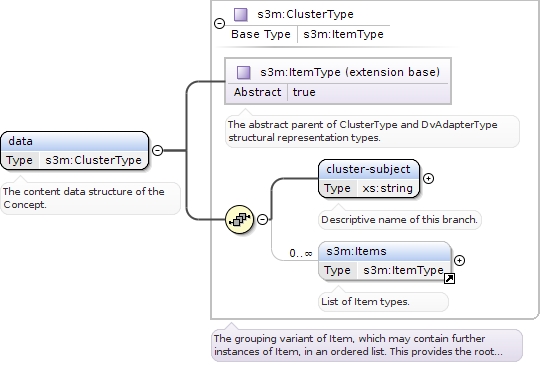 s3m:ClusterType
Base Type s3m:ItemType
s3m:ItemType (extension base)
Abstract true
The abstract parent of ClusterType and DvAdapterType
structural representation types.
data
Type s3m:ClusterType
The content data structure of the
Concept.
cluster-subject
Type xs:string
Descriptive name of this branch.
0..∞
s3m:Items
Type s3m:ItemType
List of Item types.
The grouping variant of Item, which may contain further
instances of Item, in an ordered list. This provides the root...